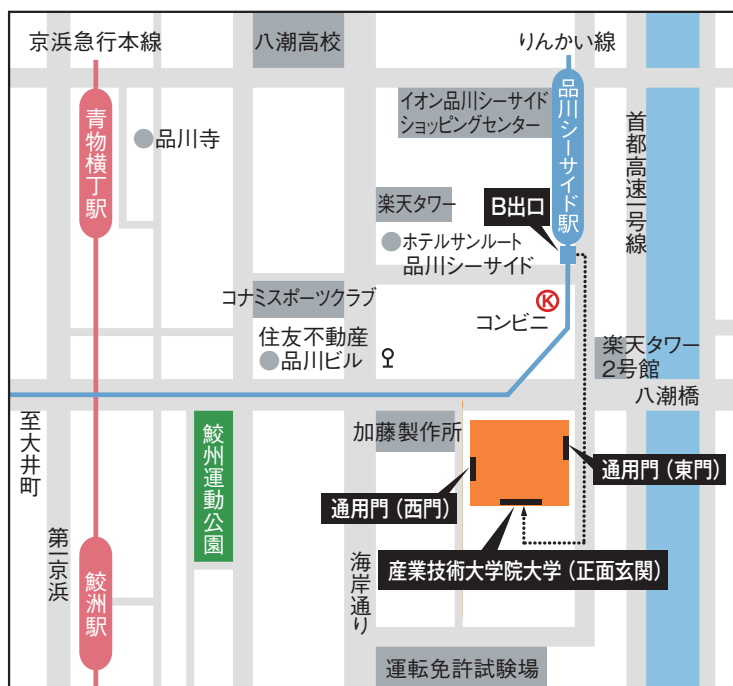 京浜急行本線
八潮高校
りんかい線
青物横丁駅
品川寺
イオン品川シーサイド
ショッピングセンター
品川シーサイド駅
首都高速一号線
楽天タワー
B出口
ホテルサンルート
品川シーサイド
コナミスポーツクラブ
K
コンビニ
住友不動産
品川ビル
楽天タワー
2号館
八潮橋
至大井町
鮫州運動公園
加藤製作所
通用門（東門）
通用門（西門）
第一京浜
鮫洲駅
海岸通り
産業技術大学院大学（正面玄関）
運転免許試験場